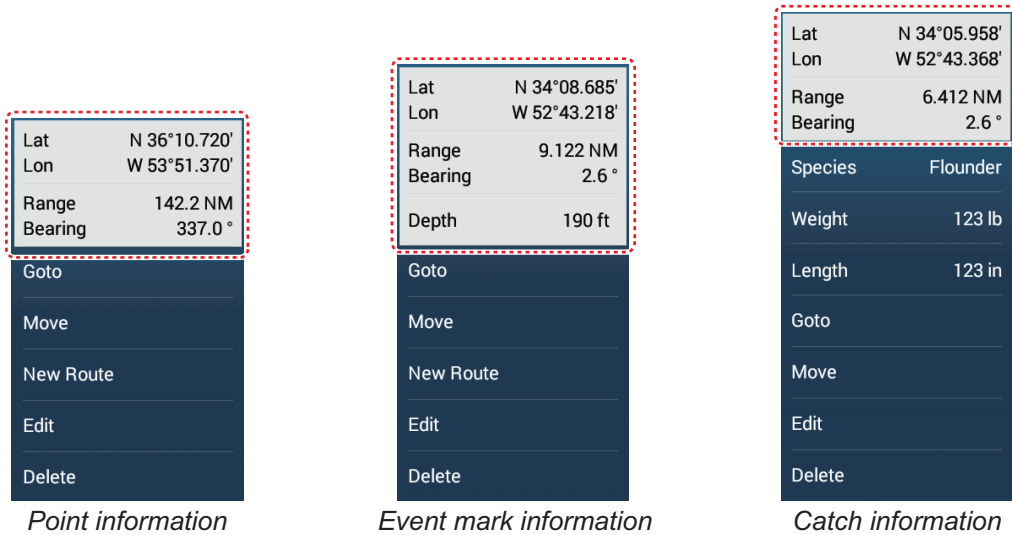 Lat N 36°10.720'
Lon W 53°51.370'
Range 142.2 NM
Bearing 337.0 °
Goto
Move
New Route
Edit
Delete
Point information
Lat N 34°08.685'
Lon W 52°43.218'
Range 9.122 NM
Bearing 2.6 °
Depth 190 ft
Goto
Move
New Route
Edit
Delete
Event mark information
Lat N 34°05.958'
Lon W 52°43.368'
Range 6.412 NM
Bearing 2.6 °
Species Flounder
Weight 123 lb
Length 123 in
Goto
Move
Edit
Delete
Catch information